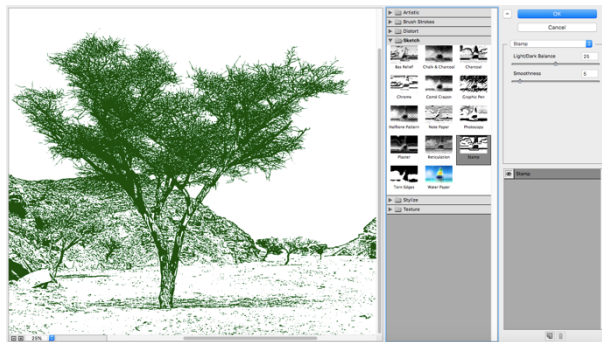 Artistic
Brush Strokes
Distort
Sketch
Bas Relief
Chalk & Charcoal
Charcoal
Chrome
Conté Crayon
Graphic Pen
Halftone Pattern
Note Paper
Photocopy
Plaster
Reticulation
Stamp
Torn Edges
Water Paper
Stylize
Texture
OK
Cancel
Stamp
Light/Dark Balance
25
Smoothness
5
Stamp
20%